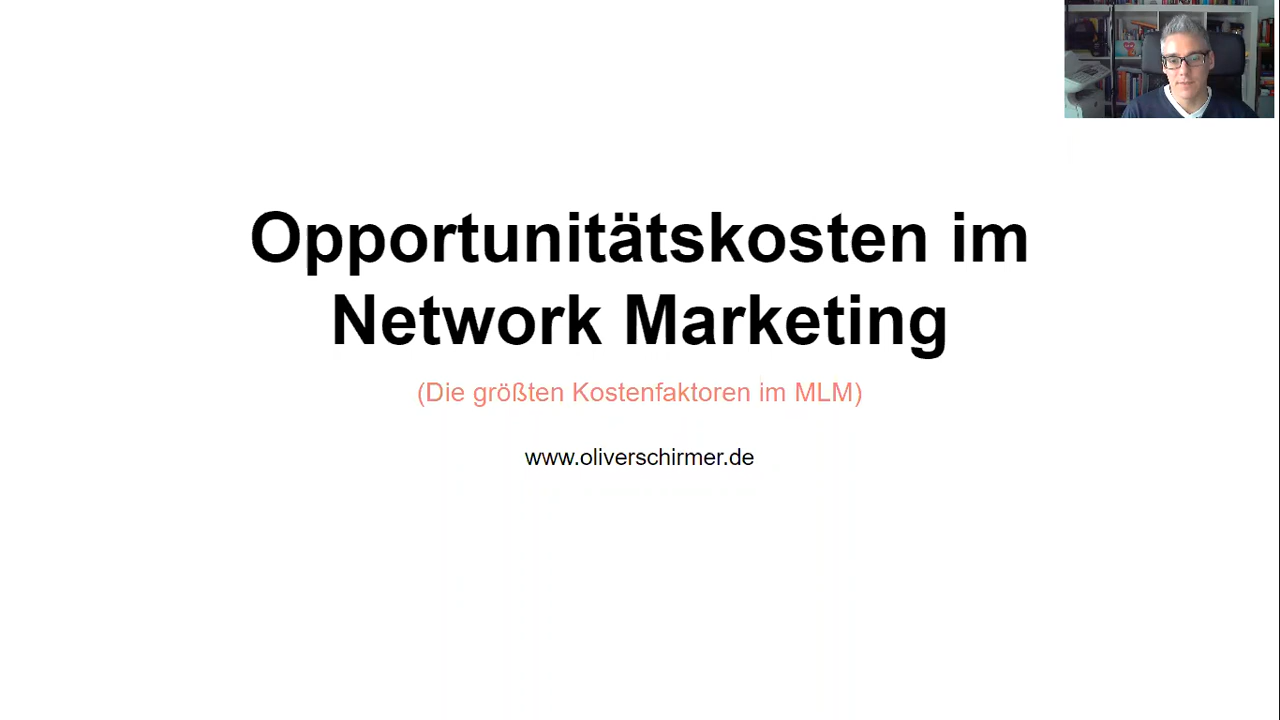 Opportunitätskosten im
Network Marketing
(Die größten Kostenfaktoren im MLM)
www.oliverschirmer.de